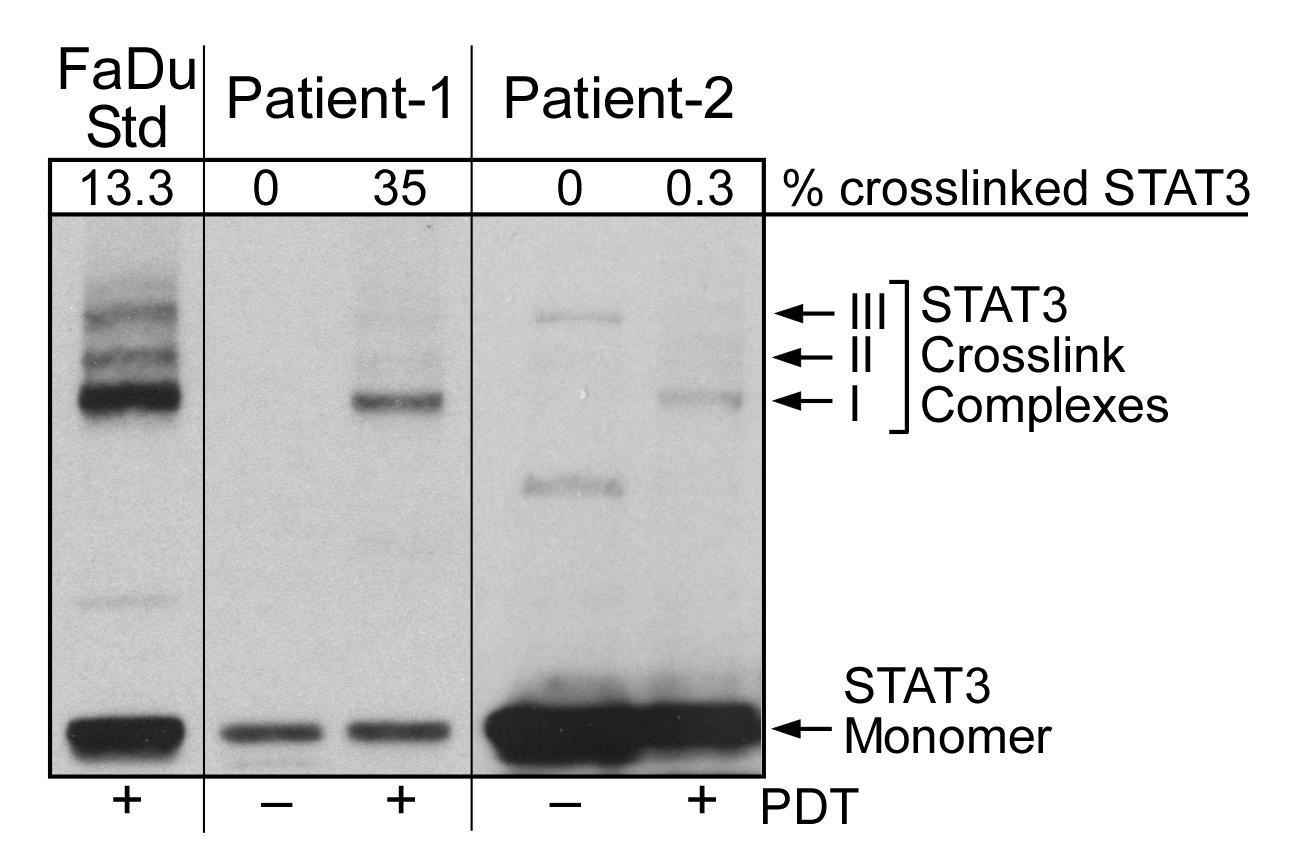 FaDu
Std
Patient-1
Patient-2
13.3
0
35
0
0.3
% crosslinked STAT3
III
II
I
STAT3
Crosslink
Complexes
STAT3
Monomer
+
–
+
–
+
PDT